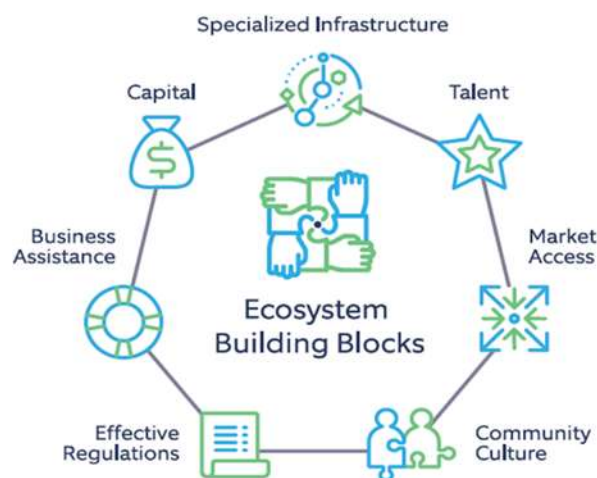 Specialized Infrastructure
Capital
Talent
$
Business
Assistance
Market
Access
Ecosystem
Building Blocks
Effective
Regulations
Community
Culture